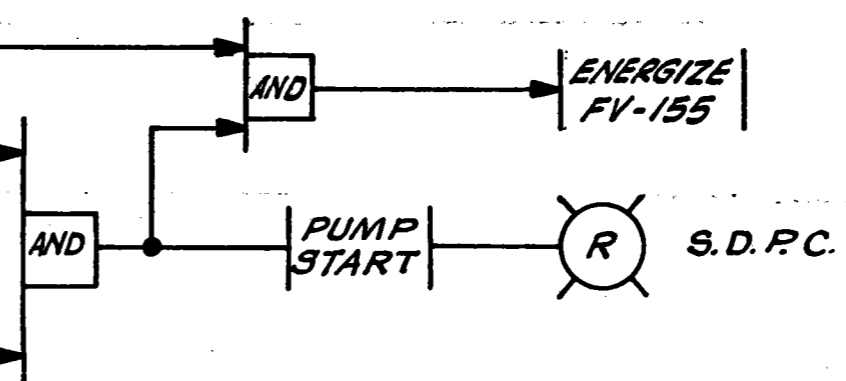 AND
ENERGIZE
FV-155
AND
PUMP
START
R
S.D.P.C.